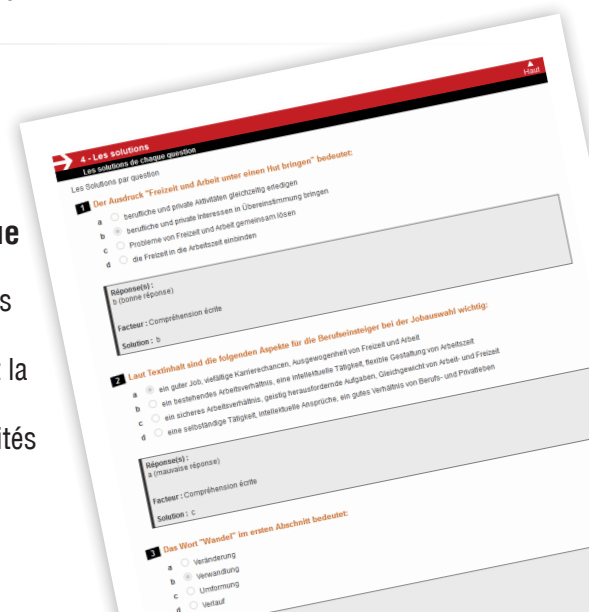 ue
s
t la
ités
Haut
4 - Les solutions
Les solutions de chaque question
Les Solutions par question
1 Der Ausdruck "Freizeit und Arbeit unter einen Hut bringen" bedeutet:
a berufliche und private Aktivitäten gleichzeitig erledigen
b berufliche und private Interessen in Übereinstimmung bringen
c Probleme von Freizeit und Arbeit gemeinsam lösen
d die Freizeit in die Arbeitszeit einbinden
Réponse(s) :
b (bonne réponse)
Facteur : Compréhension écrite
Solution : b
2 Laut Textinhalt sind die folgenden Aspekte für die Berufseinsteiger bei der Jobauswahl wichtig:
a ein guter Job, vielfältige Karrierechancen, Ausgewogenheit von Freizeit und Arbeit
b ein bestehendes Arbeitsverhältnis, eine intellektuelle Tätigkeit, flexible Gestaltung von Arbeitszeit
c ein sicheres Arbeitsverhältnis, geistig herausfordernde Aufgaben, Gleichgewicht von Arbeit- und Freizeit
d eine selbständige Tätigkeit, intellektuelle Ansprüche, ein gutes Verhältnis von Berufs- und Privatleben
Réponse(s) :
a (mauvaise réponse)
Facteur : Compréhension écrite
Solution : c
3 Das Wort "Wandel" im ersten Abschnitt bedeutet:
a Veränderung
b Verwandlung
c Umformung
d Verlauf